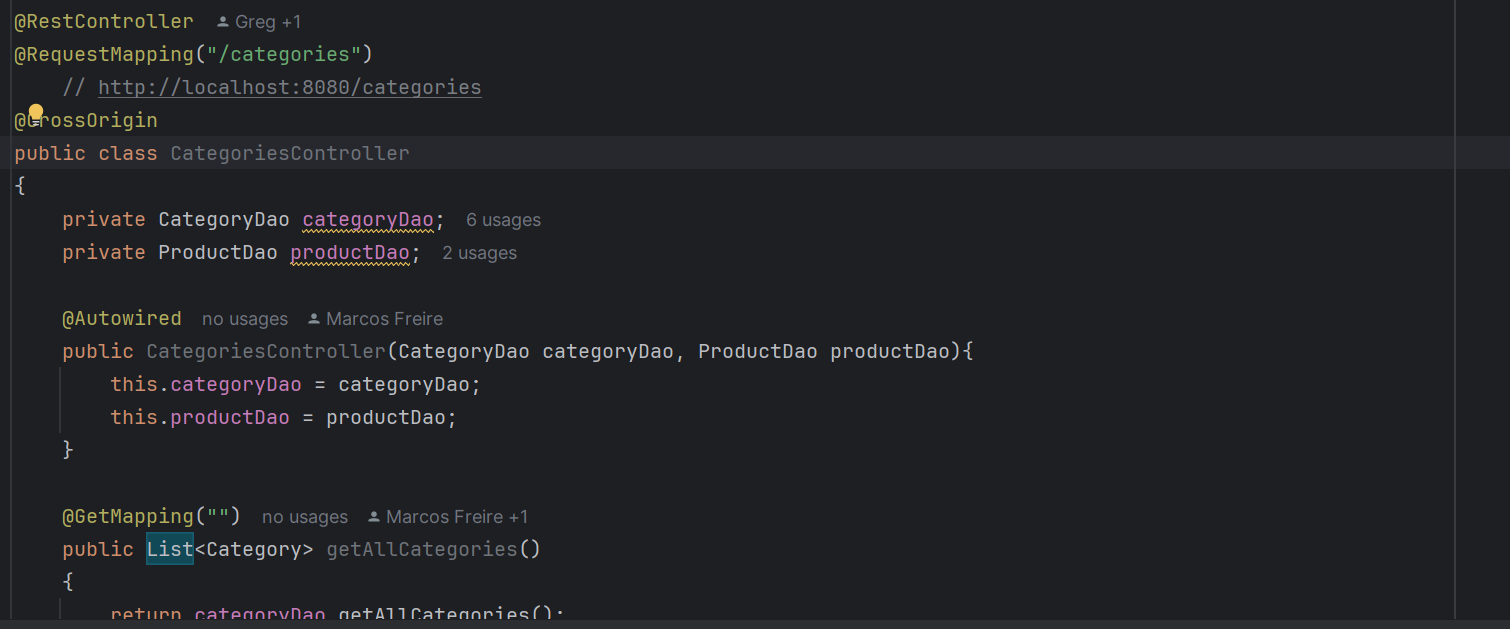 @RestController Greg +1
@RequestMapping("/categories")
// http://localhost:8080/categories
@CrossOrigin
public class CategoriesController
{
private CategoryDao categoryDao; 6 usages
private ProductDao productDao; 2 usages
@Autowired no usages Marcos Freire
public CategoriesController(CategoryDao categoryDao, ProductDao productDao){
this.categoryDao = categoryDao;
this.productDao = productDao;
}
@GetMapping("") no usages Marcos Freire +1
public List<Category> getAllCategories()
{
return categoryDao.getAllCategories();